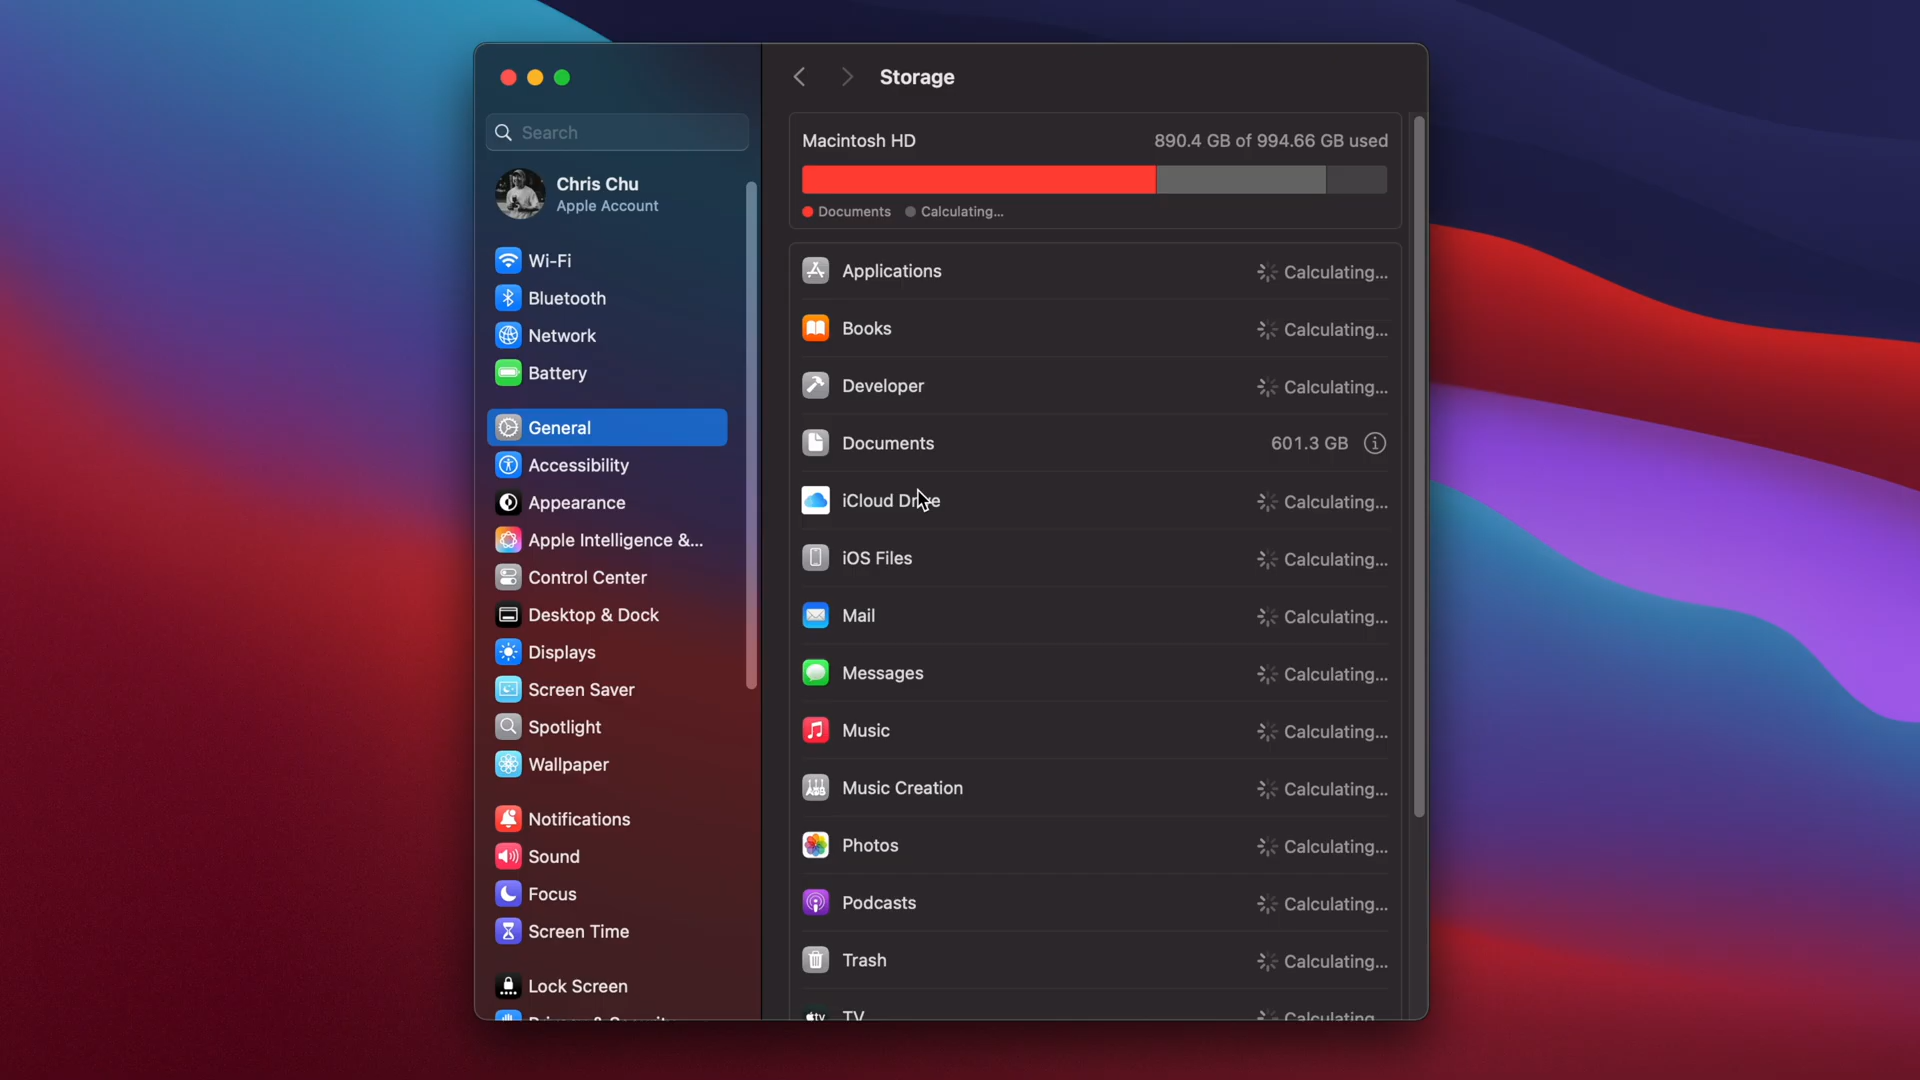 Search
Chris Chu
Apple Account
Wi-Fi
Bluetooth
Network
Battery
General
Accessibility
Appearance
Apple Intelligence &...
Control Center
Desktop & Dock
Displays
Screen Saver
Spotlight
Wallpaper
Notifications
Sound
Focus
Screen Time
Lock Screen
Privacy & Security
Storage
Macintosh HD 890.4 GB of 994.66 GB used
Documents Calculating...
Applications Calculating...
Books Calculating...
Developer Calculating...
Documents 601.3 GB
iCloud Drive Calculating...
iOS Files Calculating...
Mail Calculating...
Messages Calculating...
Music Calculating...
Music Creation Calculating...
Photos Calculating...
Podcasts Calculating...
Trash Calculating...
tv TV Calculating...